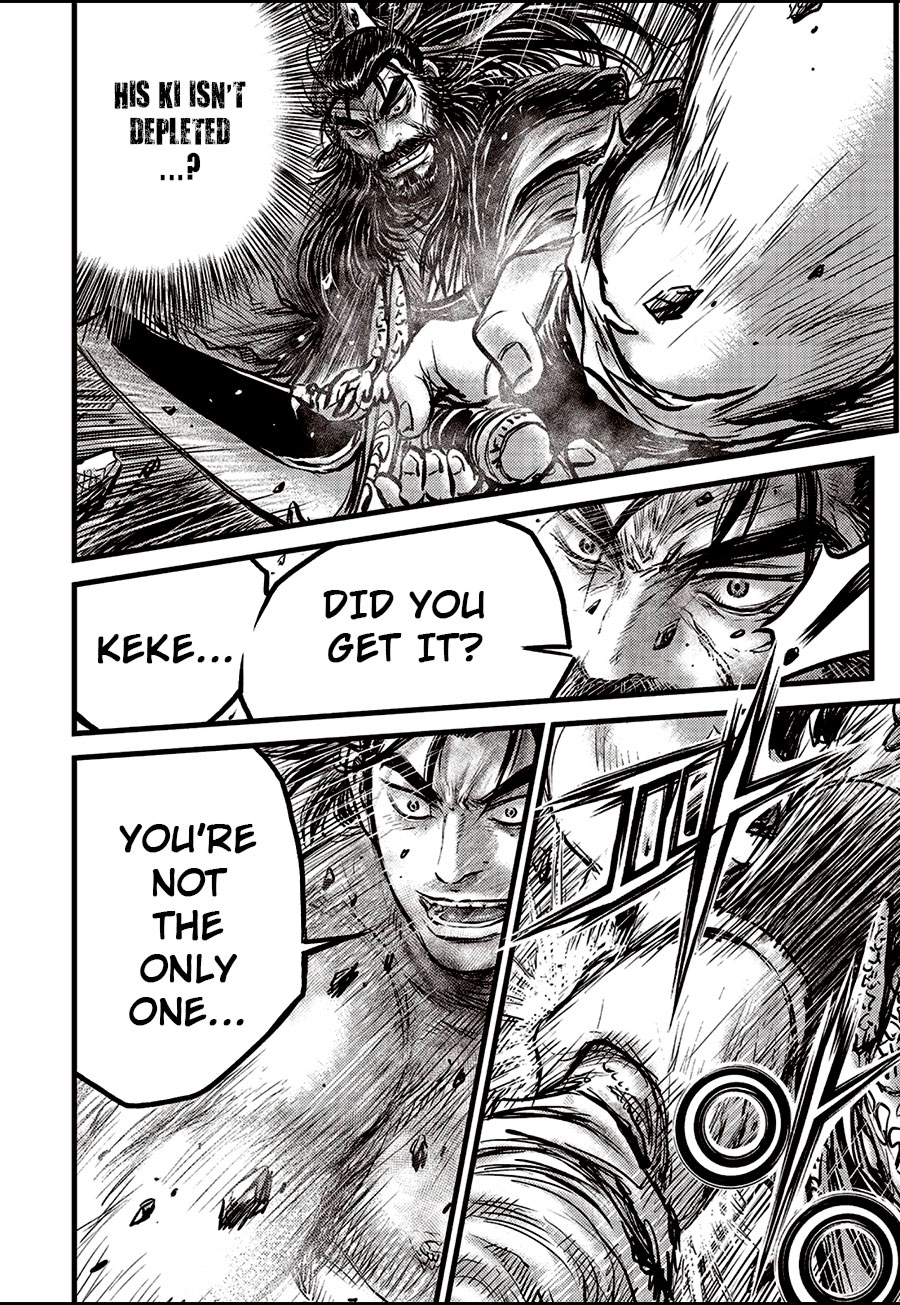 HIS KI ISN'T
DEPLETED
...?
DID YOU
GET IT?
KEKE...
YOU'RE
NOT
THE
ONLY
ONE...